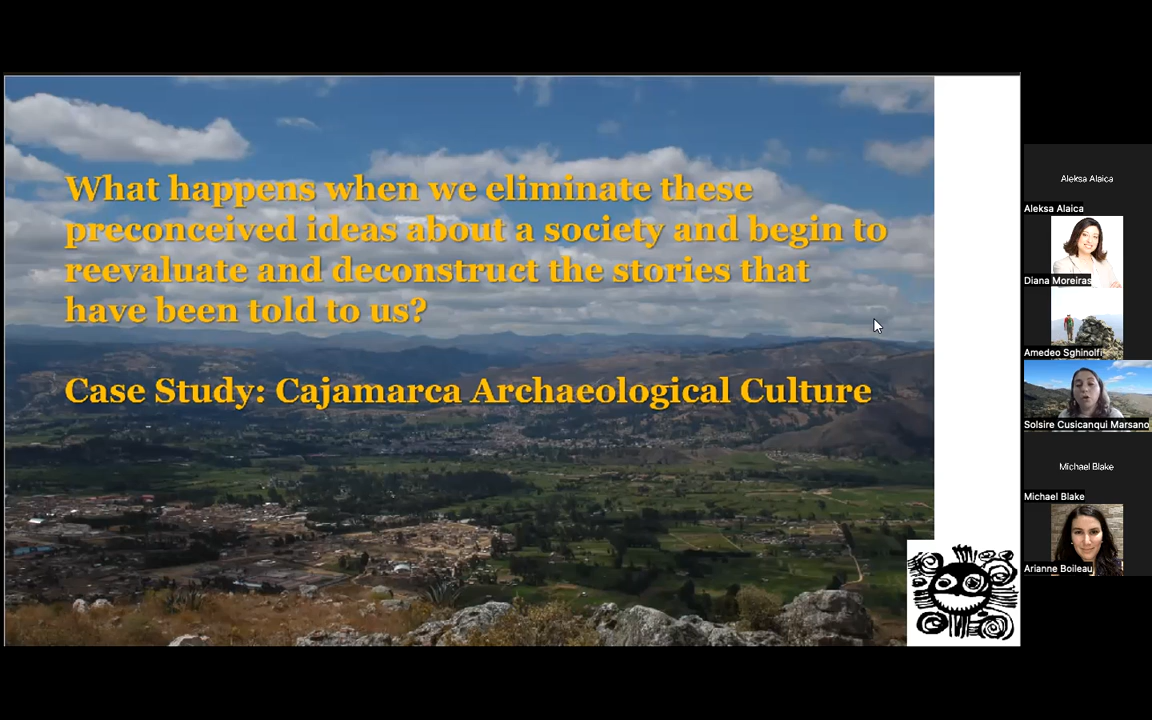 What happens when we eliminate these
preconceived ideas about a society and begin to
reevaluate and deconstruct the stories that
have been told to us?
Case Study: Cajamarca Archaeological Culture
Aleksa Alaica
Aleksa Alaica
Diana Moreiras
Amedeo Sghinolfi
Solsire Cusicanqui Marsano
Michael Blake
Michael Blake
Arianne Boileau